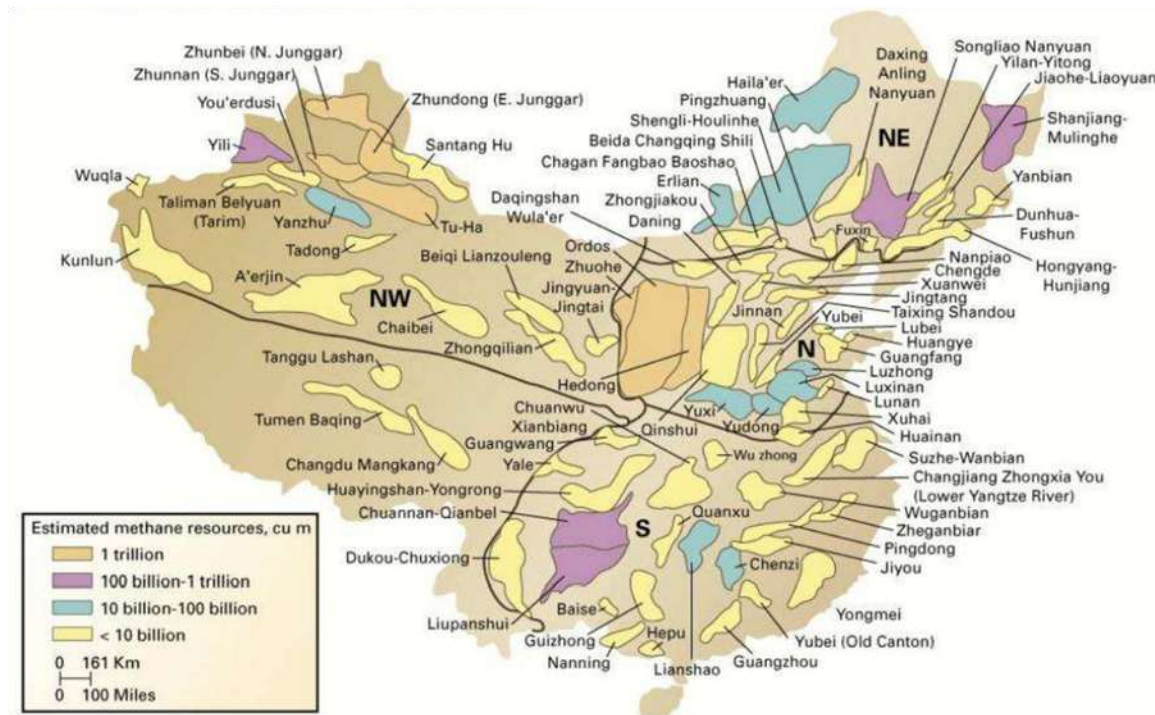 Zhunbei (N. Junggar)
Zhunnan (S. Junggar)
You'erdusi
Yili
Wuqla
Taliman Belyuan
(Tarim)
Yanzhu
Zhundong (E. Junggar)
Santang Hu
Tu-Ha
Tadong
Kunlun
A'erjin
NW
Chaibei
Beiqi Lianzouleng
Jingyuan-
Jingtai
Zhongqilian
Tanggu Lashan
Tumen Baqing
Changdu Mangkang
Daxing
Anling
Nanyuan
Songliao Nanyuan
Yilan-Yitong
Jiaohe-Liaoyuan
Haila'er
Pingzhuang
Shengli-Houlinhe
Beida Changqing Shili
Chagan Fangbao Baoshao
Erlian
Zhongjiakou
Daqingshan
Wula'er
Daning
Ordos
Zhuohe
NE
Shanjiang-
Mulinghe
Yanbian
Dunhua-
Fushun
Fuxin
Hongyang-
Hunjiang
Nanpiao
Chengde
Xuanwei
Jingtang
Taixing Shandou
Jinnan
Yubei
Lubei
Huangye
Guangfang
N
Luzhong
Luxinan
Lunan
Xuhai
Huainan
Hedong
Yuxi
Yudong
Qinshui
Chuanwu
Xianbiang
Guangwang
Yale
Huayingshan-Yongrong
Chuannan-Qianbel
Dukou-Chuxiong
Liupanshui
Wu zhong
Suzhe-Wanbian
Changjiang Zhongxia You
(Lower Yangtze River)
Wuganbian
Zheganbiar
Pingdong
Jiyou
S
Quanxu
Chenzi
Yongmei
Yubei (Old Canton)
Guangzhou
Lianshao
Baise
Guizhong
Hepu
Nanning
Estimated methane resources, cu m
1 trillion
100 billion-1 trillion
10 billion-100 billion
< 10 billion
0 161 Km
0 100 Miles